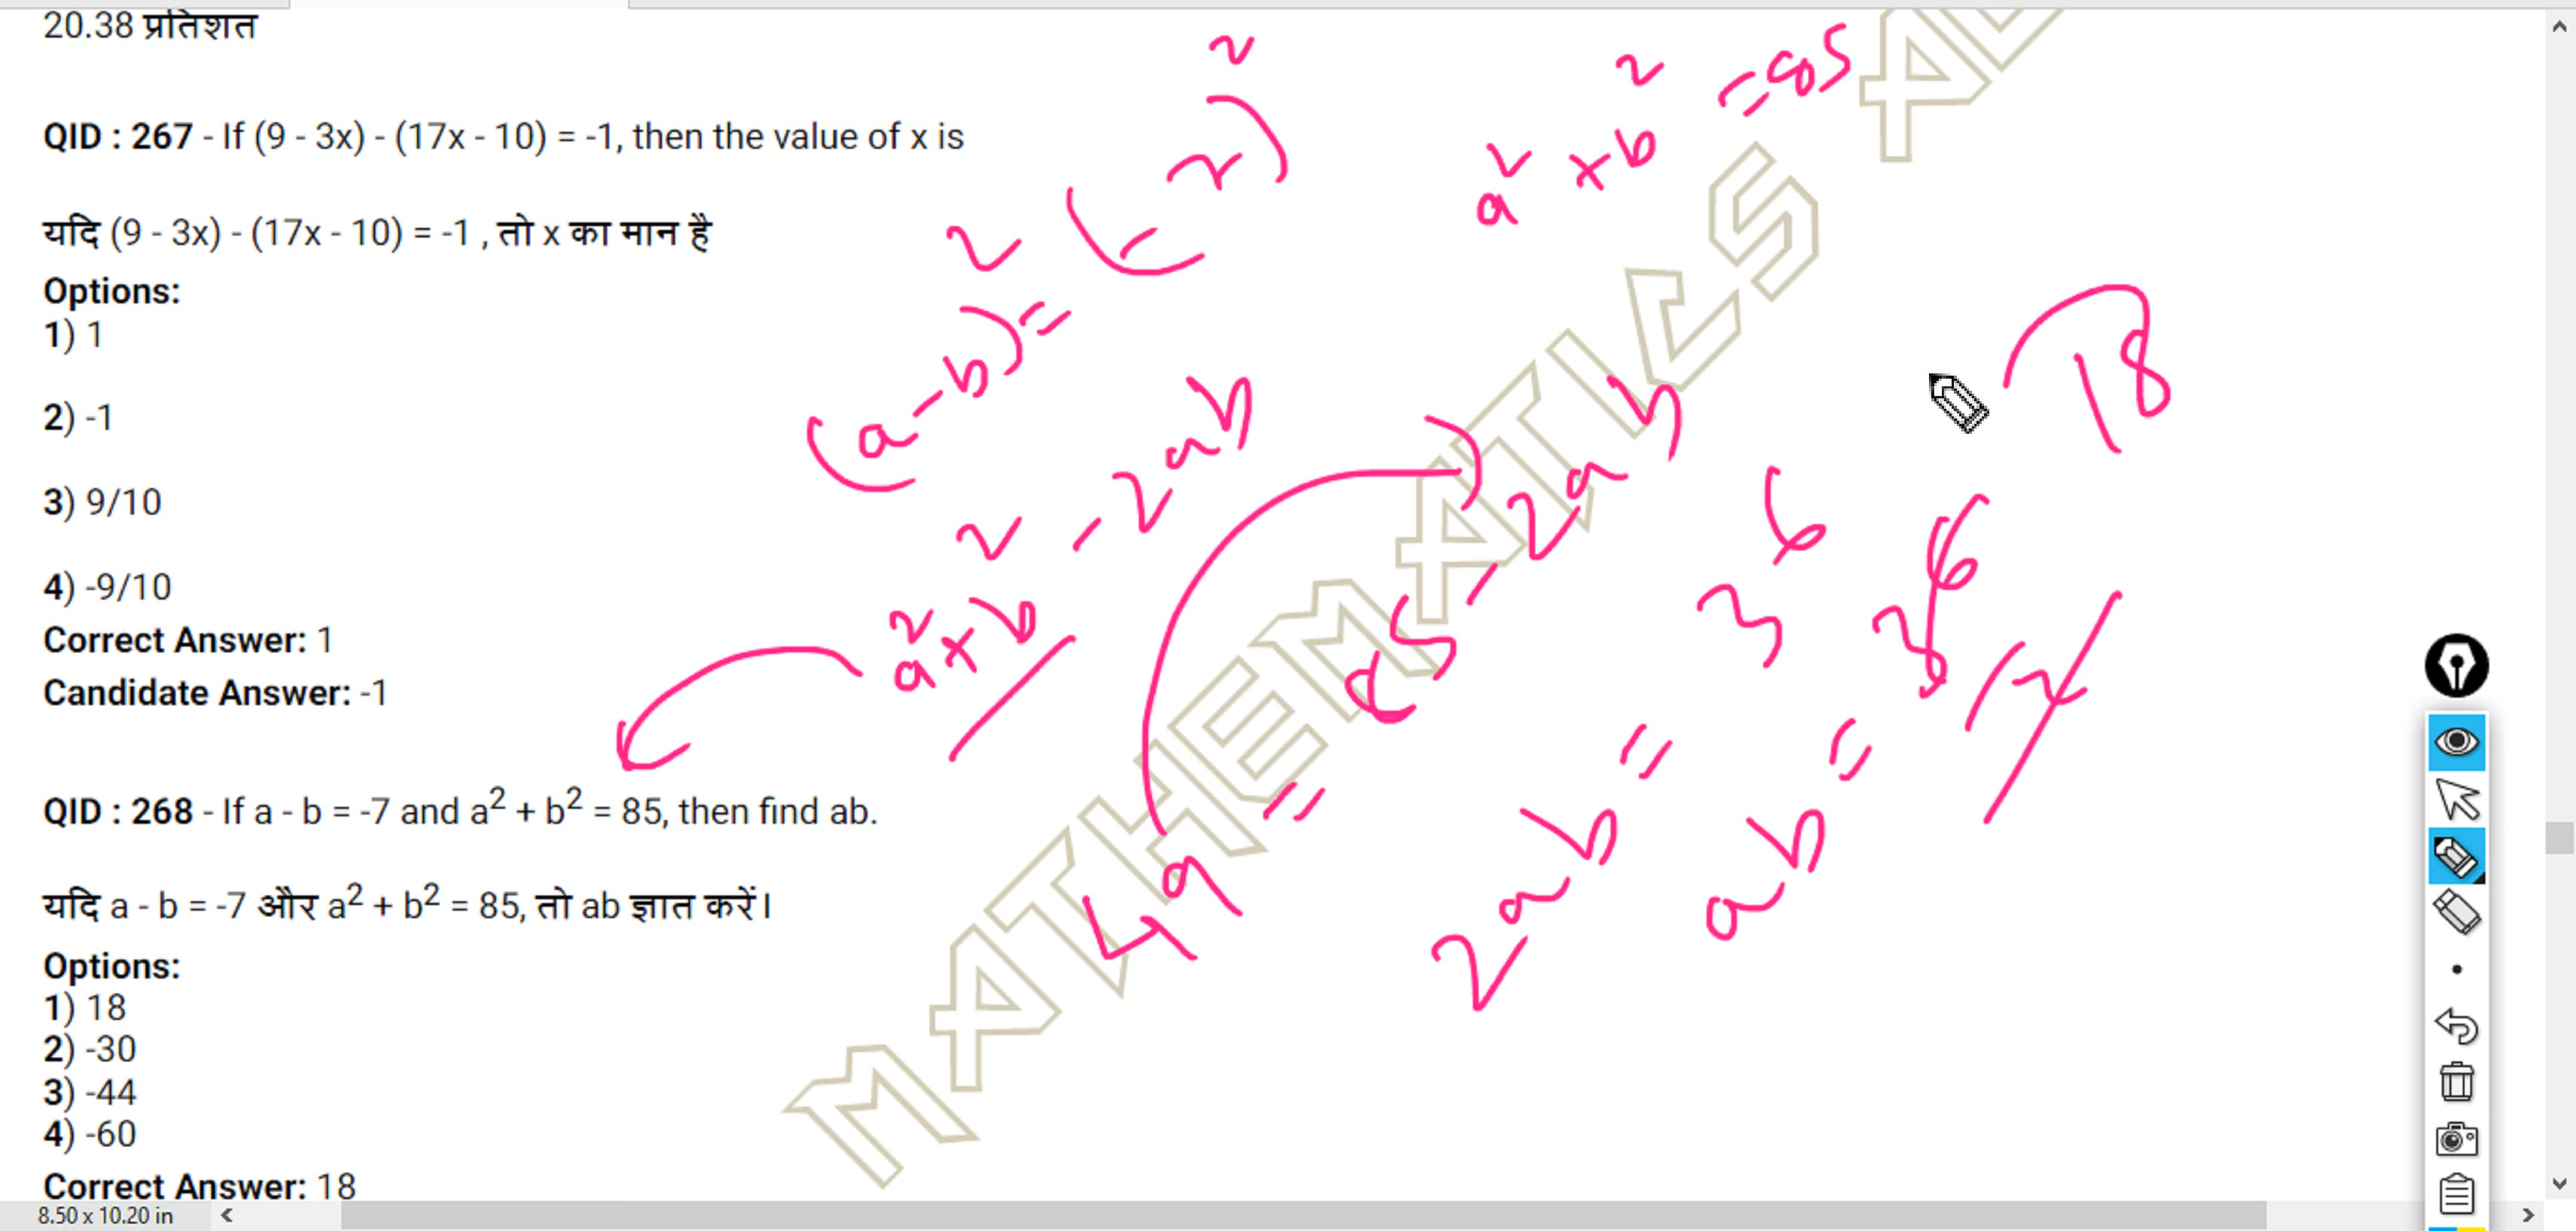 20.38 प्रतिशत
QID : 267 - If (9 - 3x) - (17x - 10) = -1, then the value of x is
यदि (9 - 3x) - (17x - 10) = -1 , तो x का मान है
Options:
1) 1
2) -1
3) 9/10
4) -9/10
Correct Answer: 1
Candidate Answer: -1
QID : 268 - If a - b = -7 and a² + b² = 85, then find ab.
यदि a - b = -7 और a² + b² = 85, तो ab ज्ञात करें।
Options:
1) 18
2) -30
3) -44
4) -60
Correct Answer: 18
(a-b)² = (-7)²
a² + b² = 85
a² + b² - 2ab
49 = 85 - 2ab
2ab = 36
ab = 36/2
18
MATHEMATICS
8.50 x 10.20 in